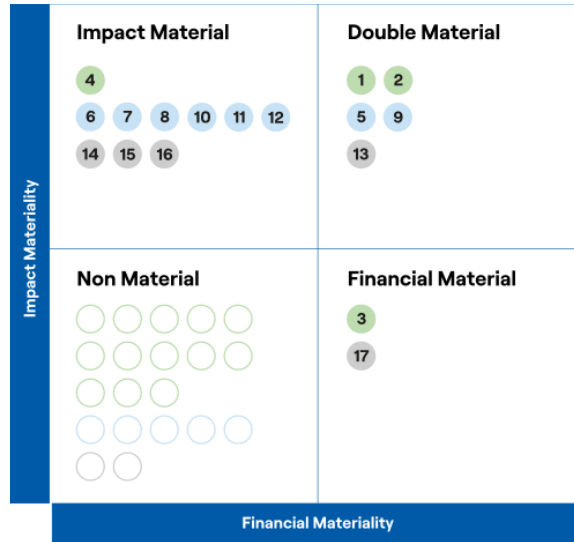 Impact Material
4
6 7 8 10 11 12
14 15 16
Double Material
1 2
5 9
13
Impact Materiality
Non Material
Financial Material
3
17
Financial Materiality